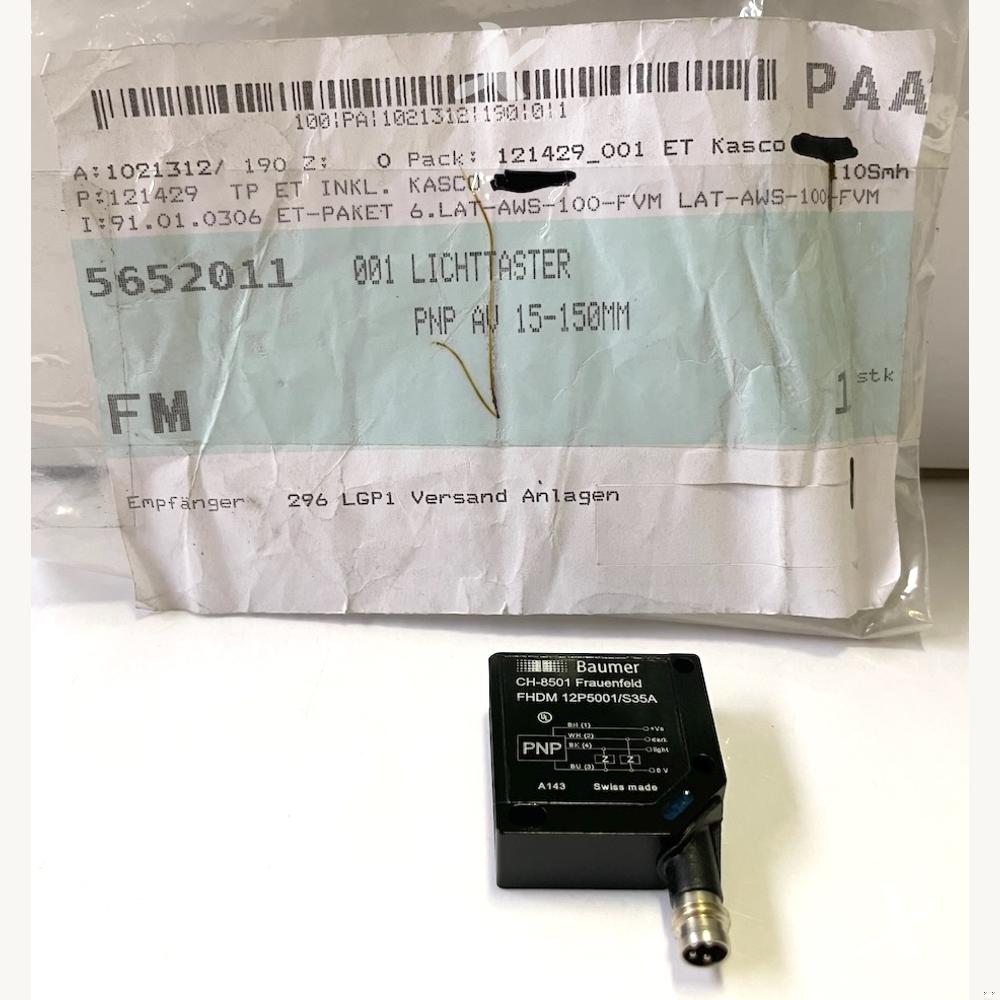 PAA
100|PA|1021312|190|0|1
A:1021312/ 190 Z: 0 Pack: 121429_001 ET Kasco
P:121429 TP ET INKL. KASCO 110Smh
I:91.01.0306 ET-PAKET 6.LAT-AWS-100-FVM LAT-AWS-100-FVM
5652011 001 LICHTTASTER
PNP AV 15-150MM
1 stk
FM
Empfänger 296 LGP1 Versand Anlagen
Baumer
CH-8501 Frauenfeld
FHDM 12P5001/S35A
UL
BN (1) +Vs
WH (2) dark
BK (4) light
PNP
Z Z
BU (3) 0 V
A143 Swiss made